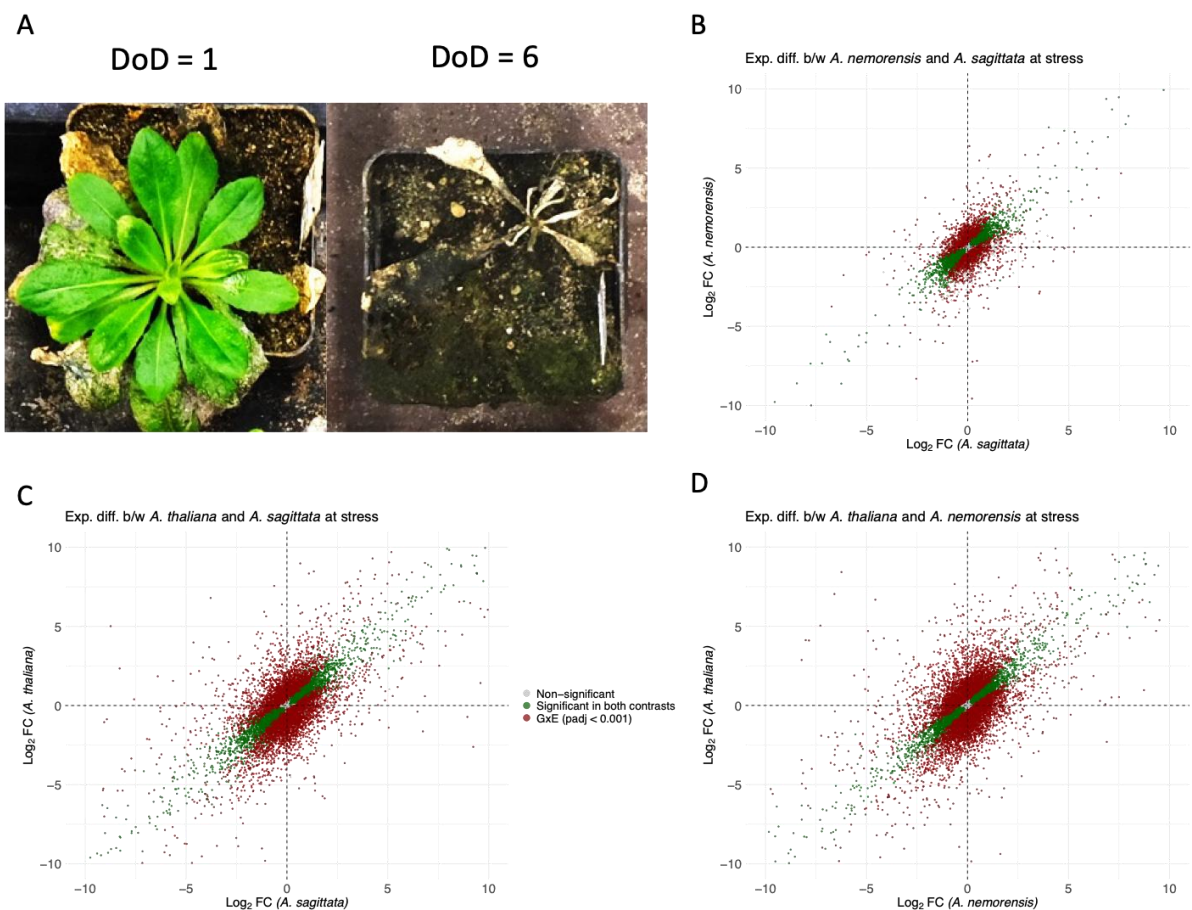 A
DoD = 1
DoD = 6
B
Exp. diff. b/w A. nemorensis and A. sagittata at stress
10
5
0
−5
−10
Log2 FC (A. nemorensis)
−10
−5
0
5
10
Log2 FC (A. sagittata)
C
Exp. diff. b/w A. thaliana and A. sagittata at stress
10
5
0
−5
−10
Log2 FC (A. thaliana)
−10
−5
0
5
10
Log2 FC (A. sagittata)
Non−significant
Significant in both contrasts
GxE (padj < 0.001)
D
Exp. diff. b/w A. thaliana and A. nemorensis at stress
10
5
0
−5
−10
Log2 FC (A. thaliana)
−10
−5
0
5
10
Log2 FC (A. nemorensis)